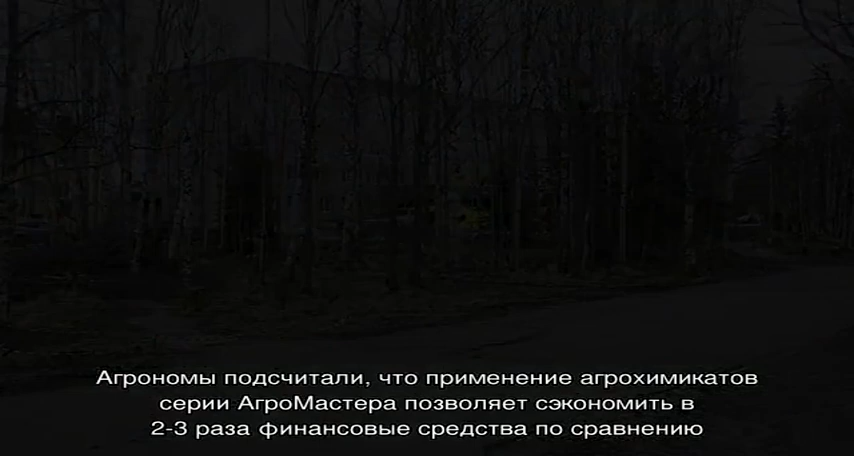 Агрономы подсчитали, что применение агрохимикатов
серии АгроМастера позволяет сэкономить в
2-3 раза финансовые средства по сравнению